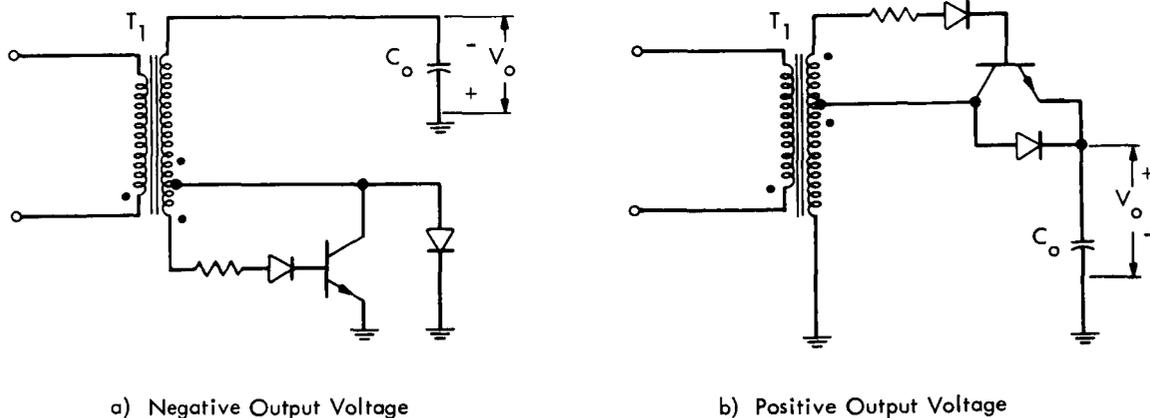 T1
Co
-
Vo
+
a) Negative Output Voltage
T1
+
Vo
Co
-
b) Positive Output Voltage